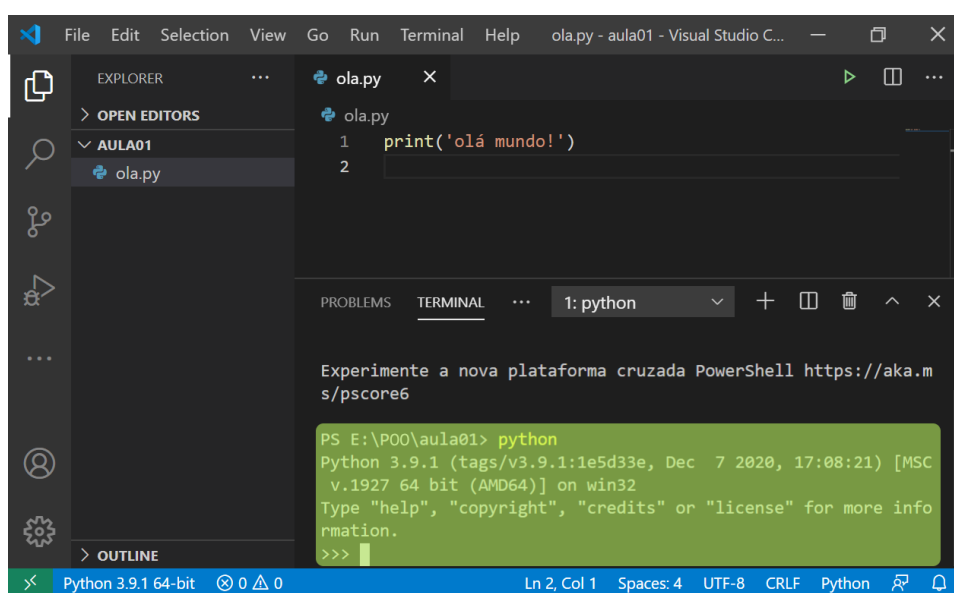 File Edit Selection View Go Run Terminal Help ola.py - aula01 - Visual Studio C...
EXPLORER
OPEN EDITORS
AULA01
ola.py
OUTLINE
ola.py
ola.py
1 print('olá mundo!')
2
PROBLEMS TERMINAL ... 1: python
Experimente a nova plataforma cruzada PowerShell https://aka.m
s/pscore6
PS E:\POO\aula01> python
Python 3.9.1 (tags/v3.9.1:1e5d33e, Dec  7 2020, 17:08:21) [MSC
 v.1927 64 bit (AMD64)] on win32
Type "help", "copyright", "credits" or "license" for more info
rmation.
>>>
Python 3.9.1 64-bit 0 0 Ln 2, Col 1 Spaces: 4 UTF-8 CRLF Python